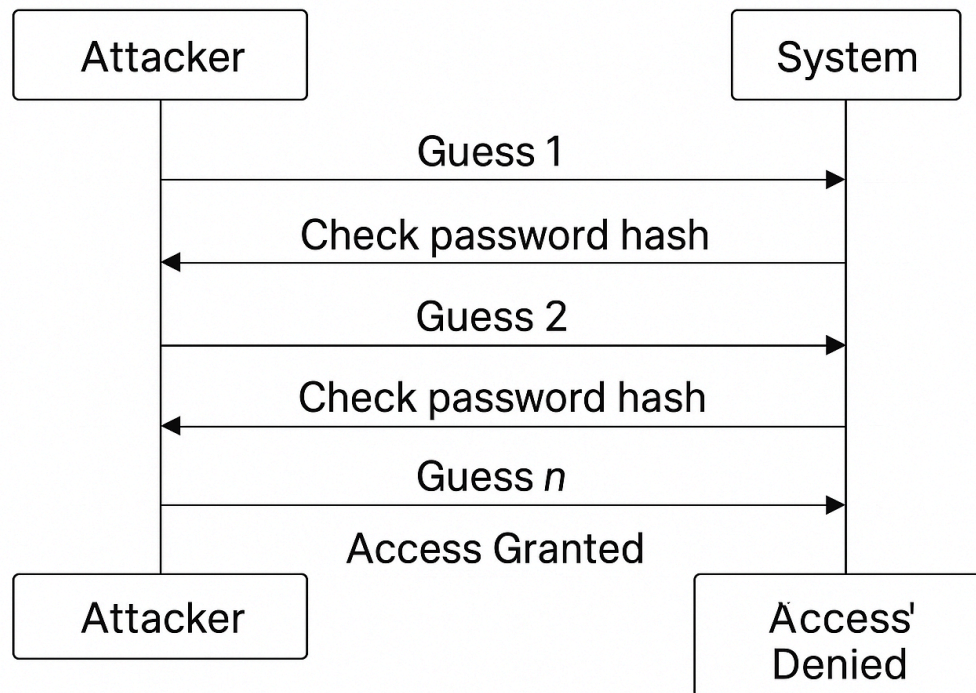 Attacker
System
Guess 1
Check password hash
Guess 2
Check password hash
Guess n
Access Granted
Attacker
Access'
Denied